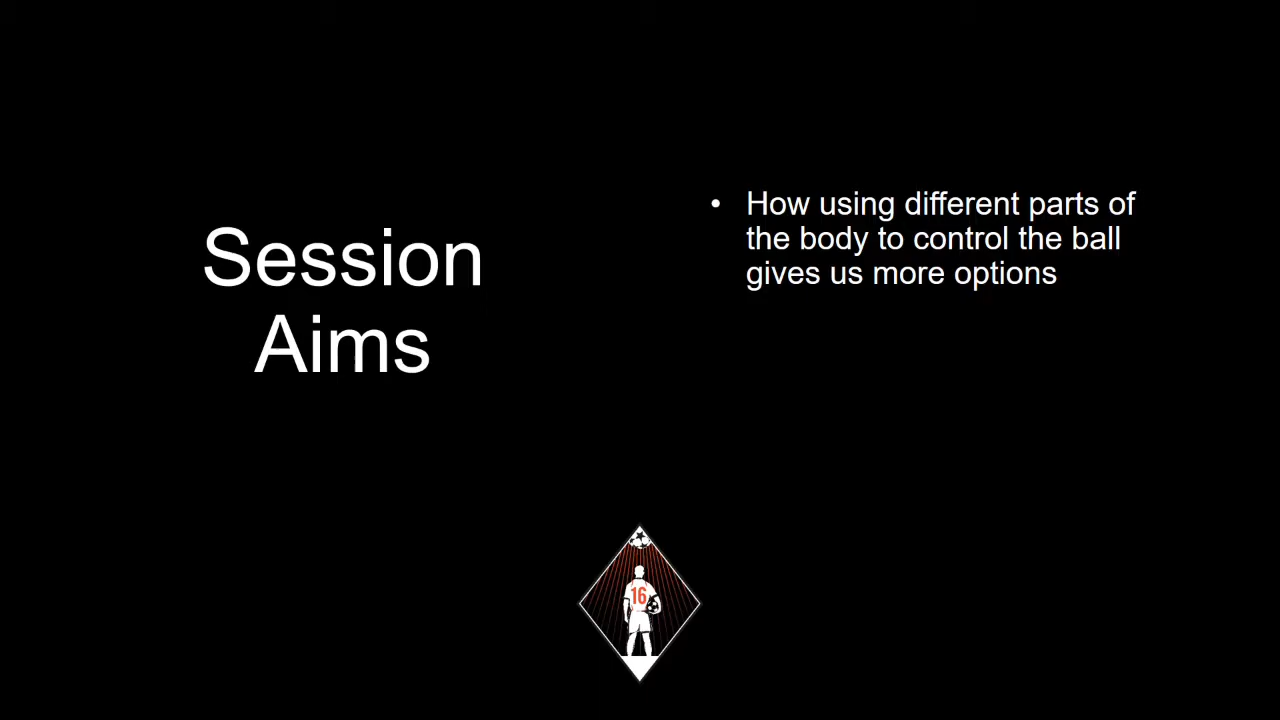 Session
Aims
• How using different parts of
the body to control the ball
gives us more options
16